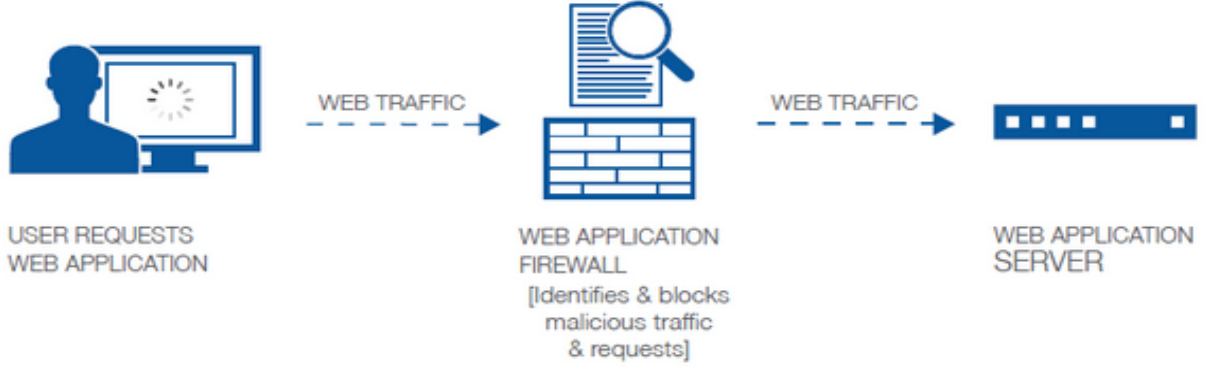 WEB TRAFFIC
WEB TRAFFIC
USER REQUESTS
WEB APPLICATION
WEB APPLICATION
FIREWALL
[Identifies & blocks
malicious traffic
& requests]
WEB APPLICATION
SERVER